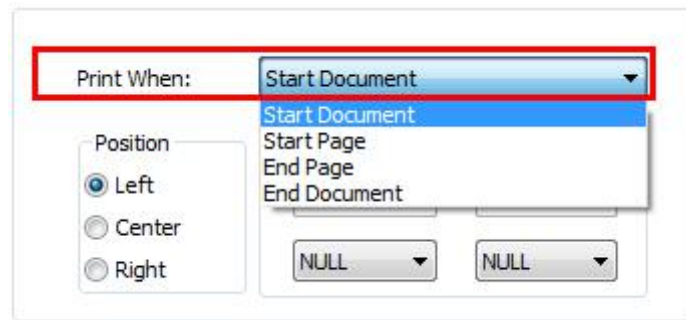 Print When: Start Document
Start Document
Start Page
End Page
End Document
Position
Left
Center
Right
NULL NULL